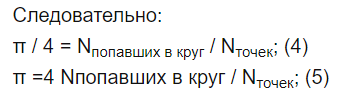 Следовательно:
π / 4 = Nпопавших в круг / Nточек; (4)
π =4 Nпопавших в круг / Nточек; (5)